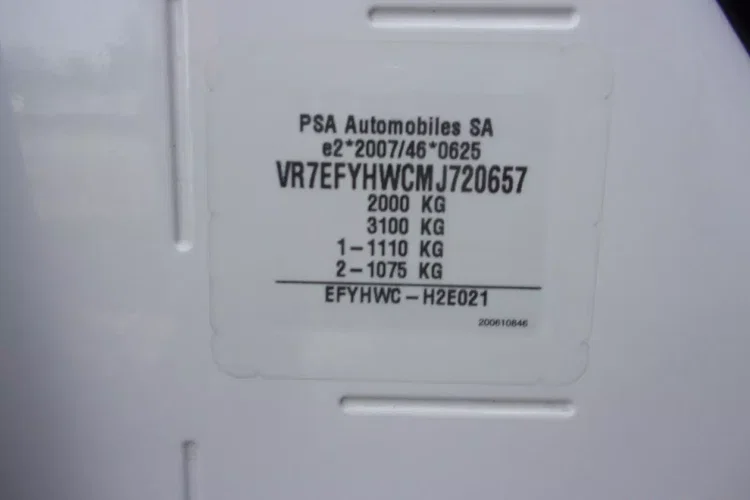 PSA Automobiles SA
e2*2007/46*0625
VR7EFYHWCMJ720657
2000 KG
3100 KG
1-1110 KG
2-1075 KG
EFYHWC-H2E021
200610846